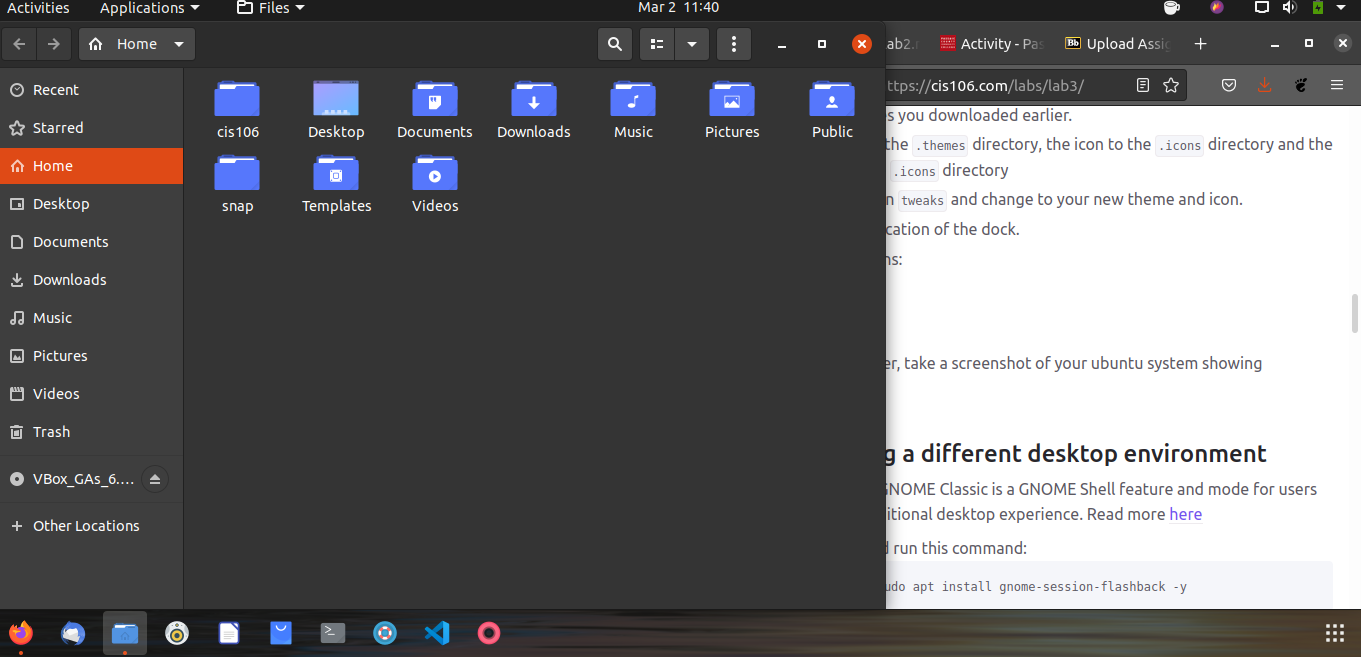 Activities Applications Files Mar 2 11:40
Home
Recent
Starred
Home
Desktop
Documents
Downloads
Music
Pictures
Videos
Trash
VBox_GAs_6....
Other Locations
cis106 Desktop Documents Downloads Music Pictures Public
snap Templates Videos
Activity - Pas Bb Upload Assig
ttps://cis106.com/labs/lab3/
s you downloaded earlier.
the .themes directory, the icon to the .icons directory and the
.icons directory
n tweaks and change to your new theme and icon.
cation of the dock.
ns:
er, take a screenshot of your ubuntu system showing
g a different desktop environment
GNOME Classic is a GNOME Shell feature and mode for users
itional desktop experience. Read more here
d run this command:
udo apt install gnome-session-flashback -y